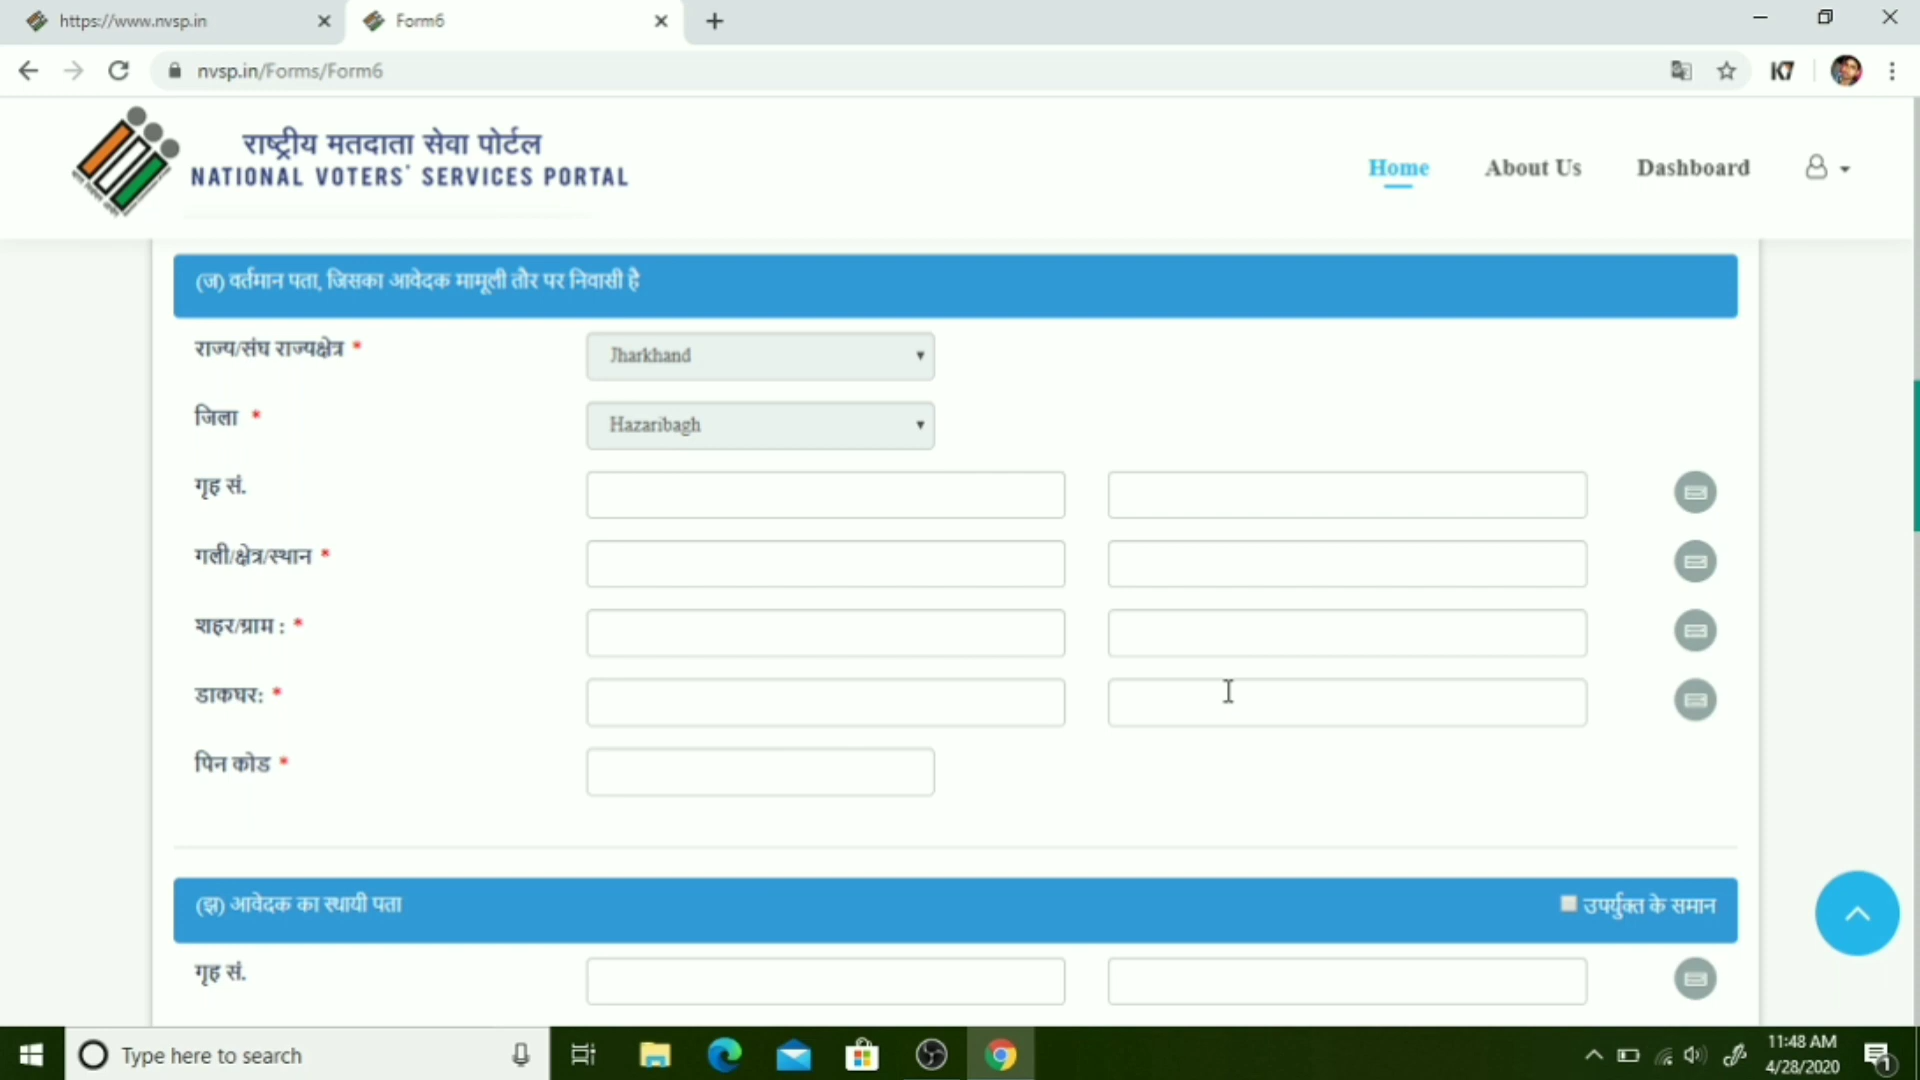 https://www.nvsp.in
Form6
nvsp.in/Forms/Form6
K7
राष्ट्रीय मतदाता सेवा पोर्टल
NATIONAL VOTERS' SERVICES PORTAL
Home
About Us
Dashboard
(ज) वर्तमान पता, जिसका आवेदक मामूली तौर पर निवासी है
राज्य/संघ राज्यक्षेत्र *
Jharkhand
जिला *
Hazaribagh
गृह सं.
गली/क्षेत्र/स्थान *
शहर/ग्राम : *
डाकघर: *
पिन कोड *
(झ) आवेदक का स्थायी पता
उपर्युक्त के समान
गृह सं.
Type here to search
11:48 AM
4/28/2020
1